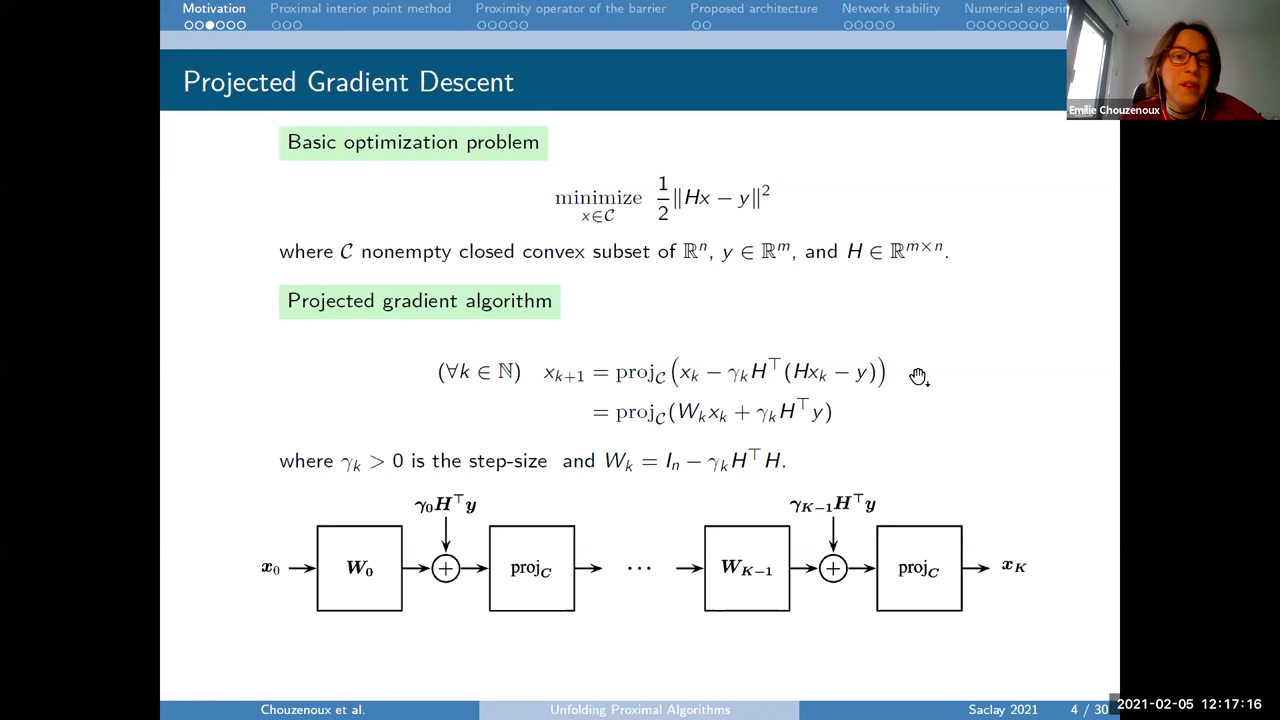 Motivation Proximal interior point method Proximity operator of the barrier Proposed architecture Network stability Numerical experim
Emilie Chouzenoux
Projected Gradient Descent
Basic optimization problem
minimize 1/2 ‖Hx − y‖²
x∈𝒞
where 𝒞 nonempty closed convex subset of ℝⁿ, y ∈ ℝᵐ, and H ∈ ℝᵐˣⁿ.
Projected gradient algorithm
(∀k ∈ ℕ) x_{k+1} = proj_𝒞(x_k − γ_k H^⊤(Hx_k − y))
= proj_𝒞(W_k x_k + γ_k H^⊤ y)
where γ_k > 0 is the step-size and W_k = I_n − γ_k H^⊤ H.
γ_0 H^⊤ y γ_{K−1} H^⊤ y
x_0 W_0 + proj_C ⋯ W_{K−1} + proj_C x_K
Chouzenoux et al. Unfolding Proximal Algorithms Saclay 2021 4 / 30
2021-02-05 12:17:16